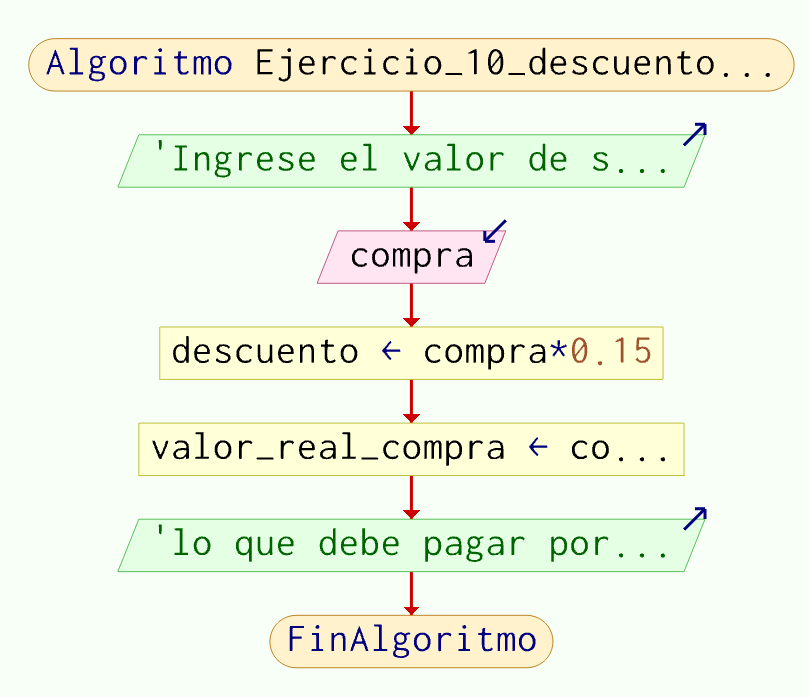 Algoritmo Ejercicio_10_descuento...
'Ingrese el valor de s...
compra
descuento ← compra*0.15
valor_real_compra ← co...
'lo que debe pagar por...
FinAlgoritmo